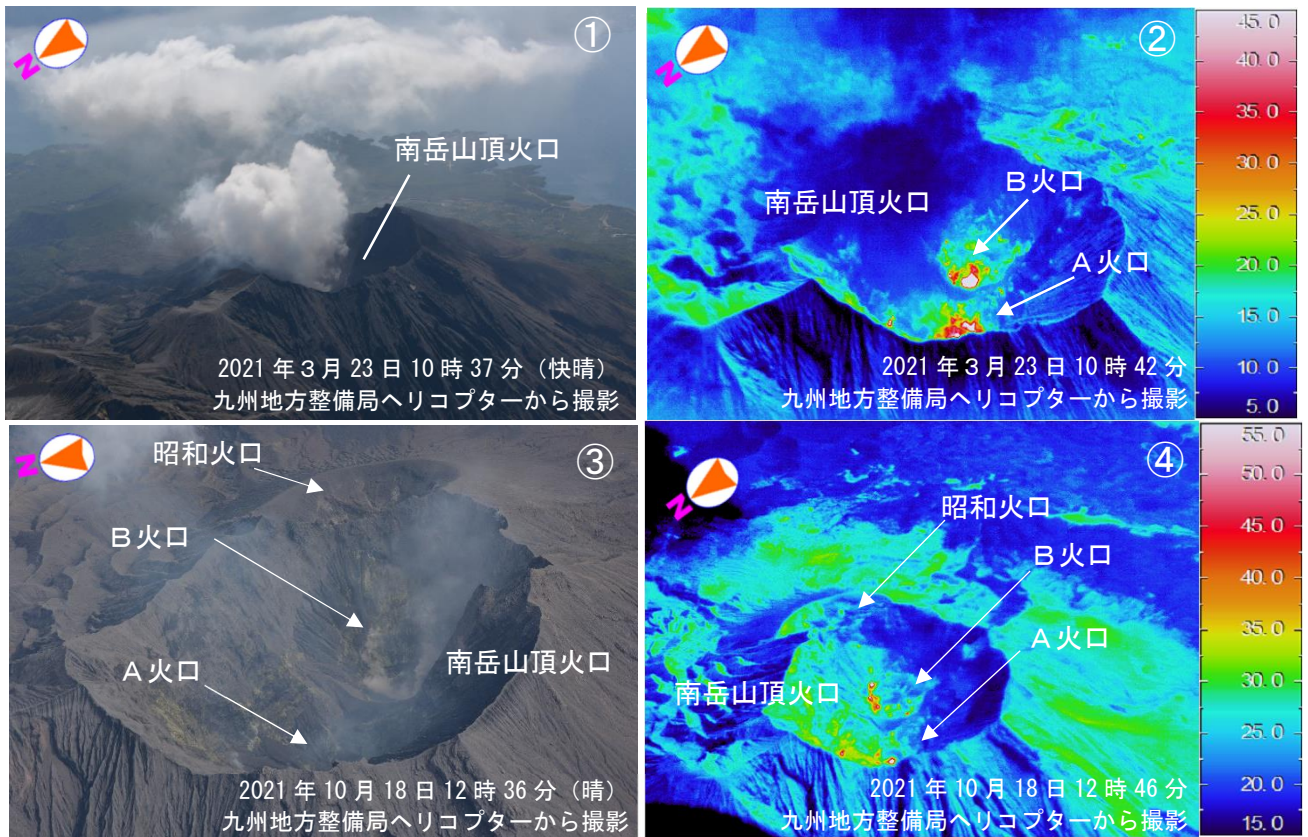 N
①
南岳山頂火口
2021年3月23日10時37分（快晴）
九州地方整備局ヘリコプターから撮影
N
②
B火口
南岳山頂火口
A火口
2021年3月23日10時42分
九州地方整備局ヘリコプターから撮影
45.0
40.0
35.0
30.0
25.0
20.0
15.0
10.0
5.0
N
③
昭和火口
B火口
A火口
南岳山頂火口
2021年10月18日12時36分（晴）
九州地方整備局ヘリコプターから撮影
N
④
昭和火口
B火口
A火口
南岳山頂火口
2021年10月18日12時46分
九州地方整備局ヘリコプターから撮影
55.0
50.0
45.0
40.0
35.0
30.0
25.0
20.0
15.0